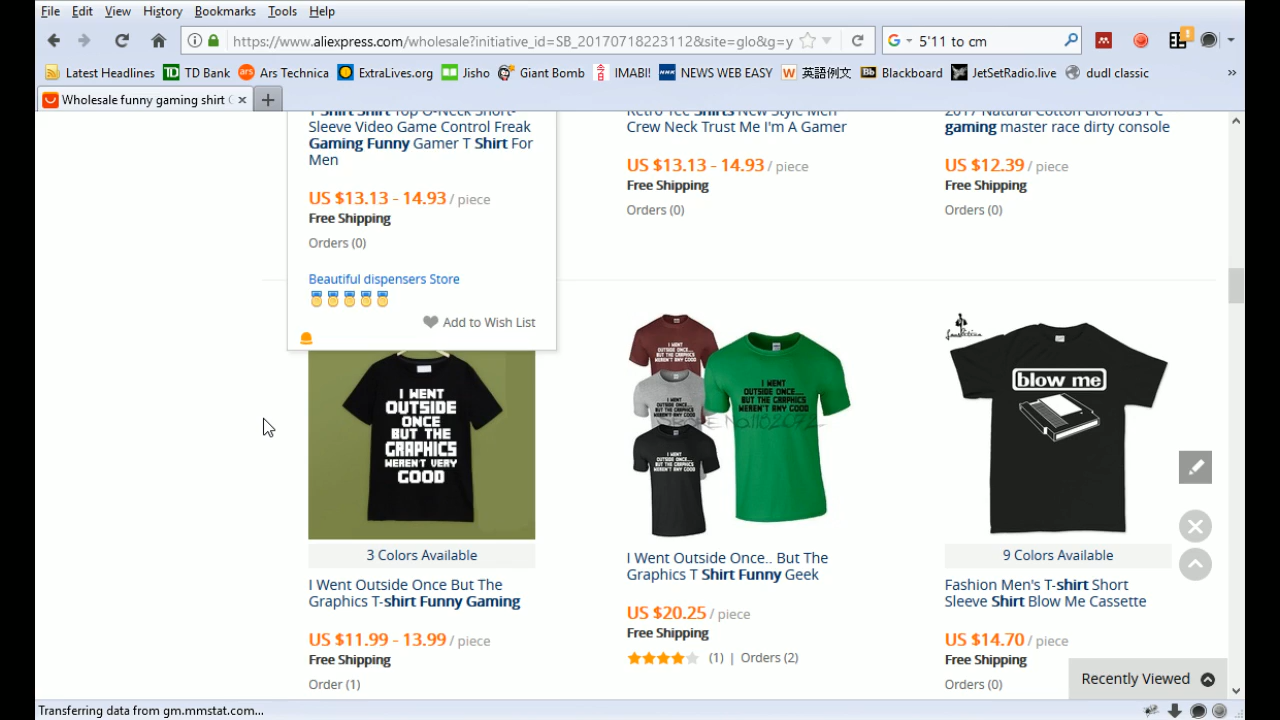 File Edit View History Bookmarks Tools Help
https://www.aliexpress.com/wholesale?initiative_id=SB_20170718223112&site=glo&g=y
5'11 to cm
1
Latest Headlines TD Bank Ars Technica ExtraLives.org Jisho Giant Bomb IMABI! NEWS WEB EASY 英語例文 Blackboard JetSetRadio.live dudl classic
Wholesale funny gaming shirt
T Shirt Shirt Top O-Neck Short-
Sleeve Video Game Control Freak
Gaming Funny Gamer T Shirt For
Men
US $13.13 - 14.93 / piece
Free Shipping
Orders (0)
Beautiful dispensers Store
Add to Wish List
Retro Tee Shirts New Style Men
Crew Neck Trust Me I'm A Gamer
US $13.13 - 14.93 / piece
Free Shipping
Orders (0)
2017 Natural Cotton Glorious PC
gaming master race dirty console
US $12.39 / piece
Free Shipping
Orders (0)
I WENT
OUTSIDE
ONCE
BUT THE
GRAPHICS
WEREN'T VERY
GOOD
3 Colors Available
I Went Outside Once But The
Graphics T-shirt Funny Gaming
US $11.99 - 13.99 / piece
Free Shipping
Order (1)
I WENT
OUTSIDE ONCE....
BUT THE GRAPHICS
WEREN'T ANY GOOD
I Went Outside Once.. But The
Graphics T Shirt Funny Geek
US $20.25 / piece
Free Shipping
(1) | Orders (2)
blow me
9 Colors Available
Fashion Men's T-shirt Short
Sleeve Shirt Blow Me Cassette
US $14.70 / piece
Free Shipping
Orders (0)
Recently Viewed
Transferring data from gm.mmstat.com...